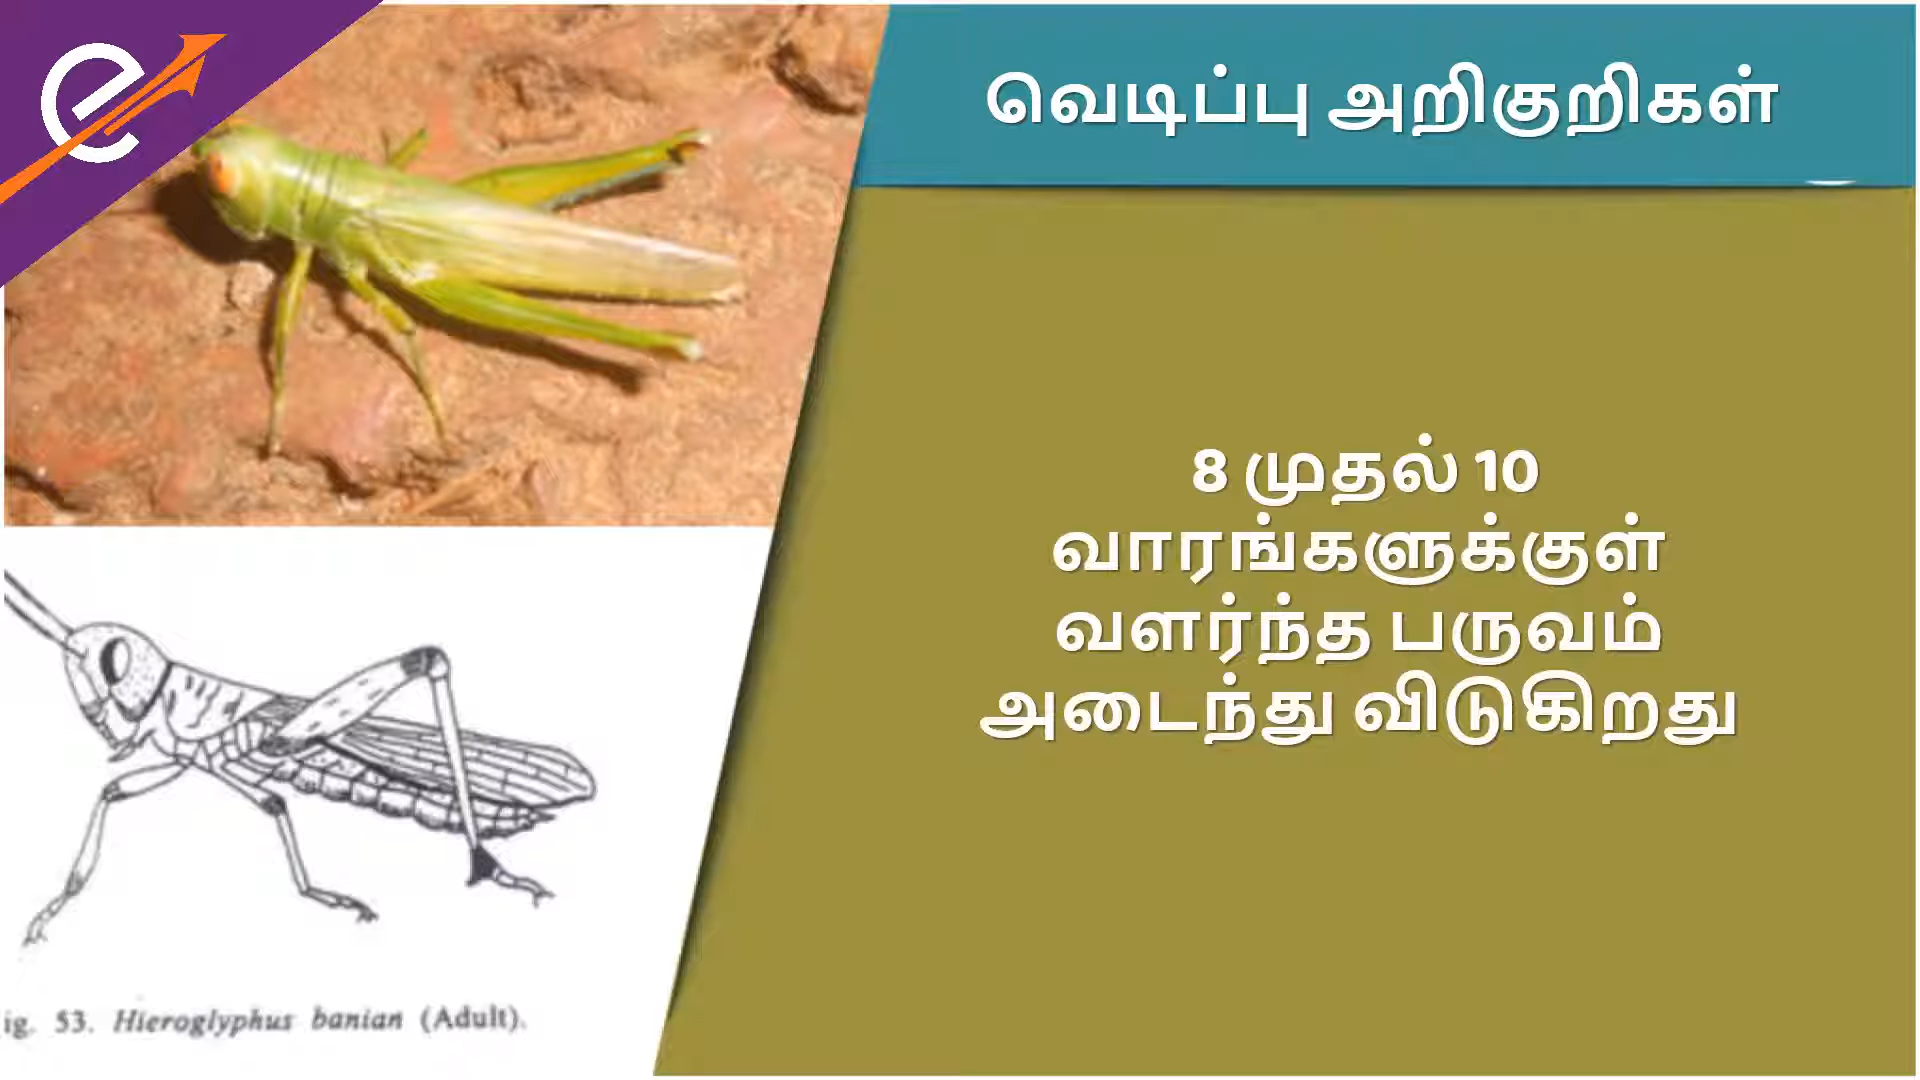 வெடிப்பு அறிகுறிகள்
8 முதல் 10
வாரங்களுக்குள்
வளர்ந்த பருவம்
அடைந்து விடுகிறது
ig. 53. Hieroglyphus banian (Adult).